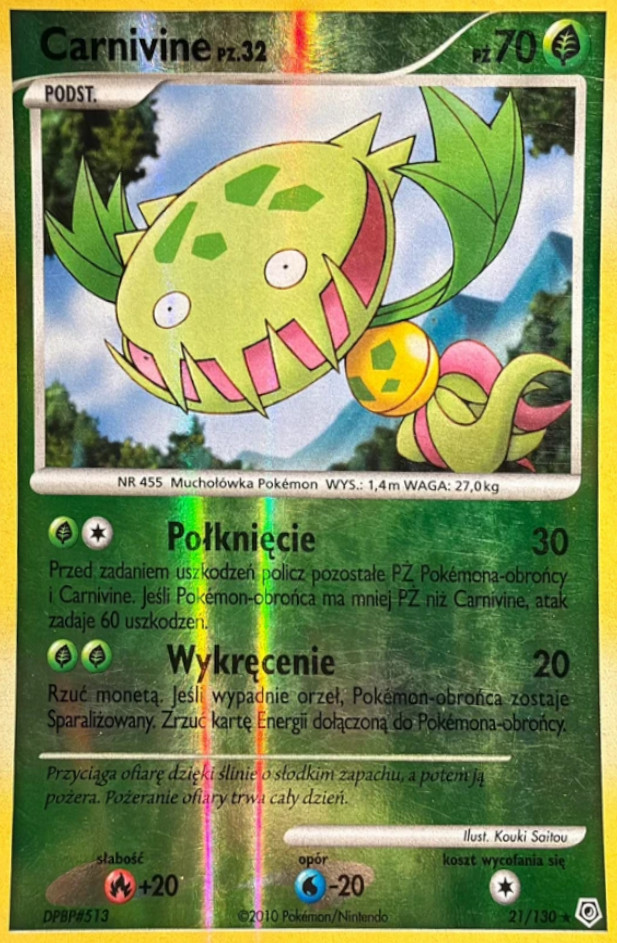 Carnivine PZ.32
PŻ 70
PODST.
NR 455 Muchołówka Pokémon WYS.: 1,4m WAGA: 27,0kg
Połknięcie 30
Przed zadaniem uszkodzeń policz pozostałe PŻ Pokémona-obrońcy
i Carnivine. Jeśli Pokémon-obrońca ma mniej PŻ niż Carnivine, atak
zadaje 60 uszkodzeń.
Wykręcenie 20
Rzuć monetą. Jeśli wypadnie orzeł, Pokémon-obrońca zostaje
Sparaliżowany. Zrzuć kartę Energii dołączoną do Pokémona-obrońcy.
Przyciąga ofiarę dzięki ślinie o słodkim zapachu, a potem ją
pożera. Pożeranie ofiary trwa cały dzień.
Ilust. Kouki Saitou
słabość opór koszt wycofania się
+20 -20
DPBP#513 ©2010 Pokémon/Nintendo 21/130 ★